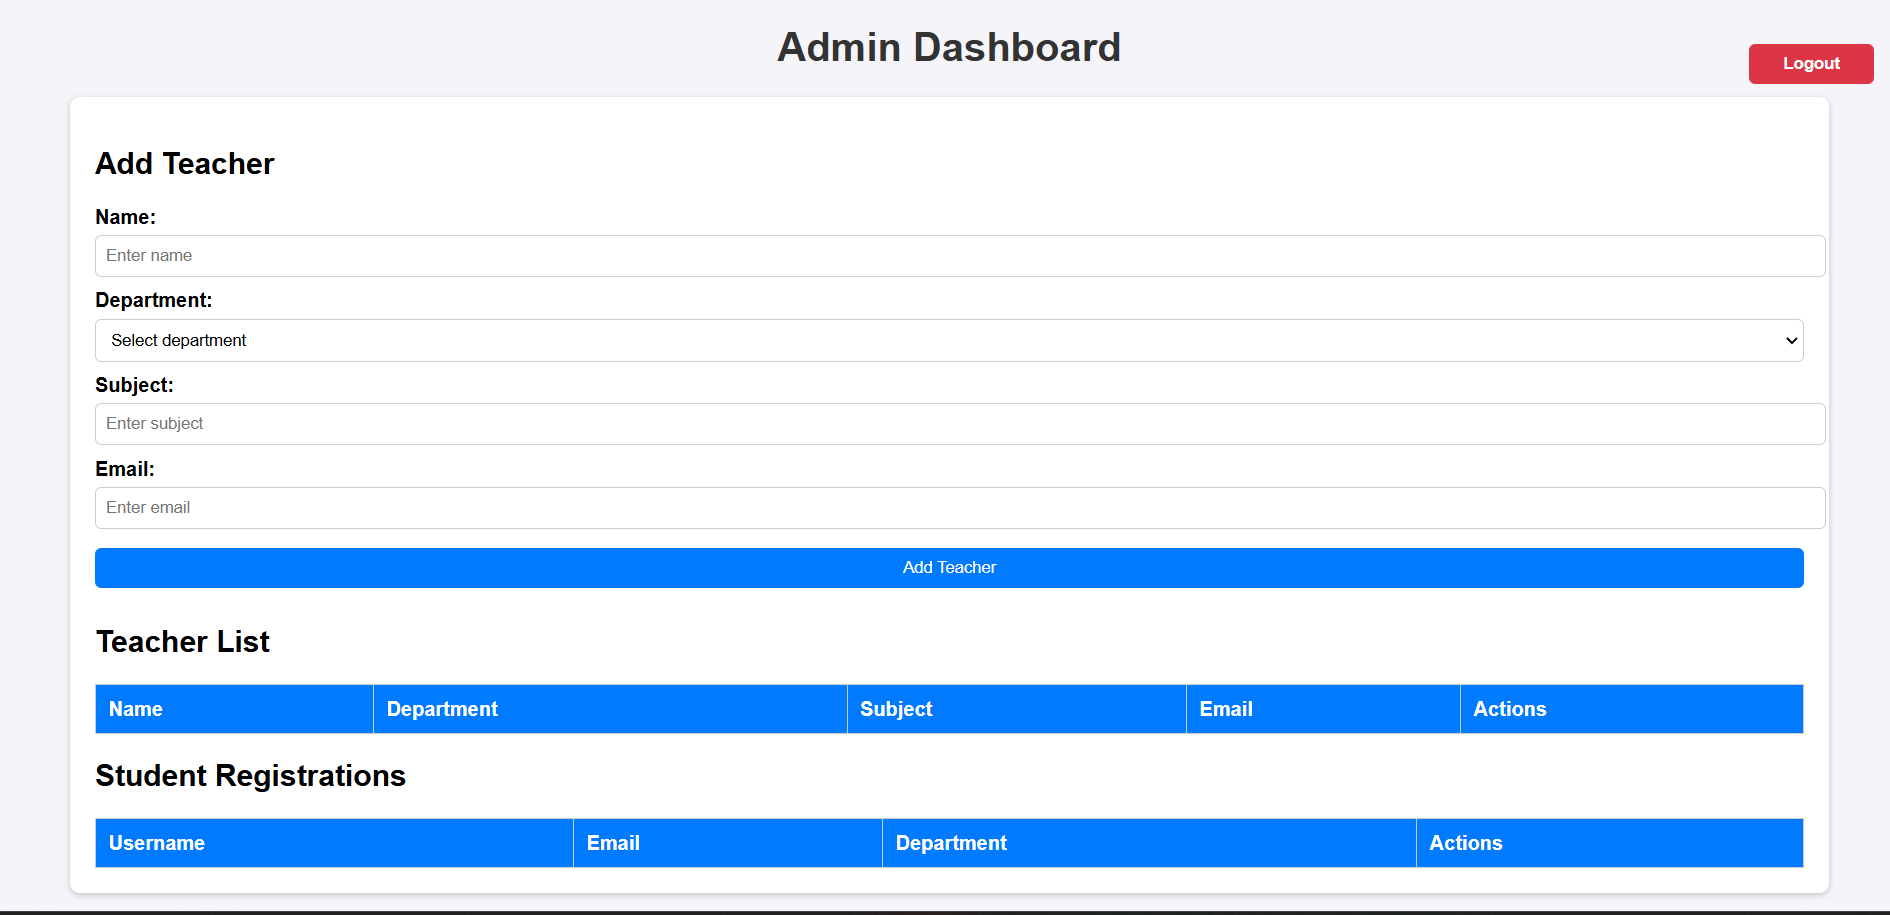 Admin Dashboard
Logout
Add Teacher
Name:
Enter name
Department:
Select department
Subject:
Enter subject
Email:
Enter email
Add Teacher
Teacher List
Name Department Subject Email Actions
Student Registrations
Username Email Department Actions